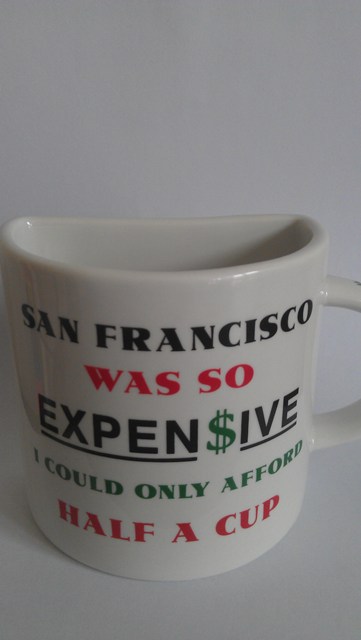 SAN FRANCISCO
WAS SO
EXPEN$IVE
I COULD ONLY AFFORD
HALF A CUP